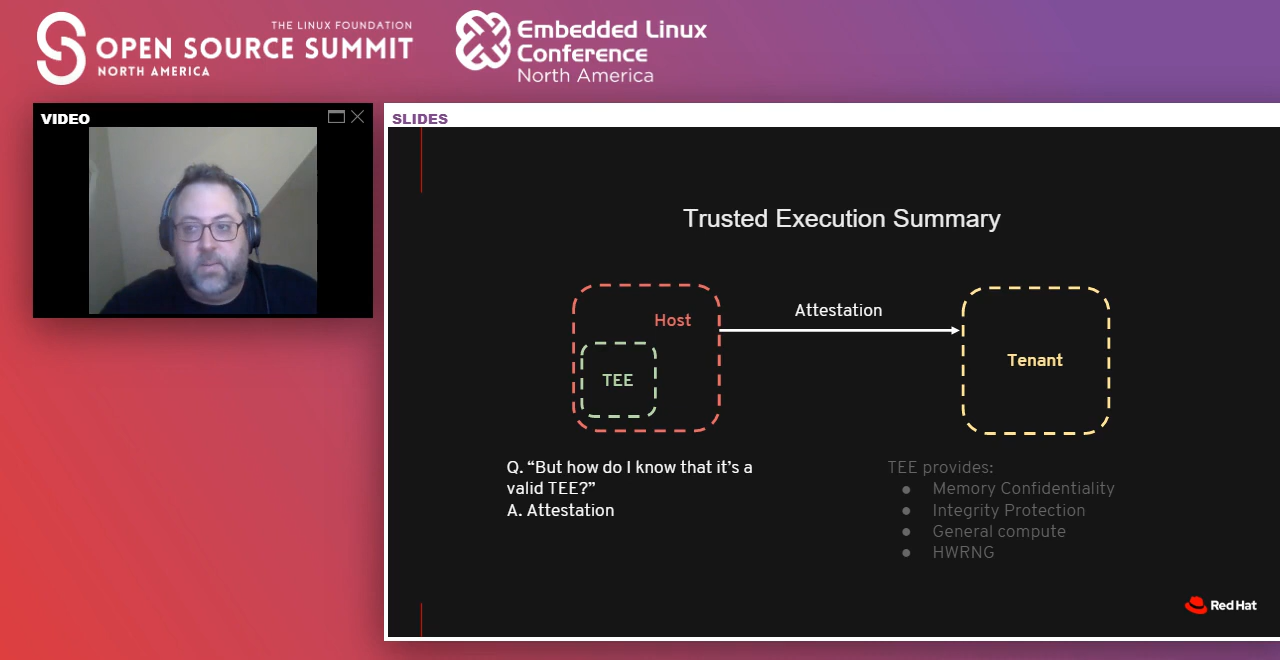 THE LINUX FOUNDATION
OPEN SOURCE SUMMIT
NORTH AMERICA
Embedded Linux
Conference
North America
VIDEO
SLIDES
Trusted Execution Summary
Host
TEE
Attestation
Tenant
Q. “But how do I know that it’s a
valid TEE?”
A. Attestation
TEE provides:
● Memory Confidentiality
● Integrity Protection
● General compute
● HWRNG
Red Hat